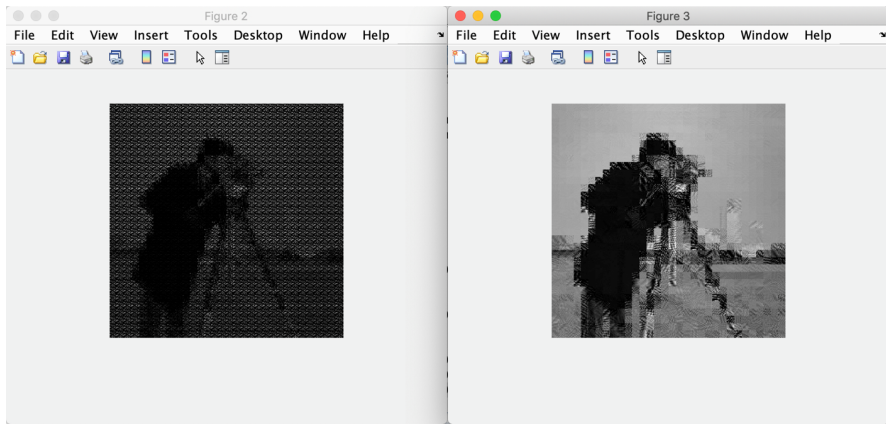 Figure 2
File Edit View Insert Tools Desktop Window Help
Figure 3
File Edit View Insert Tools Desktop Window Help